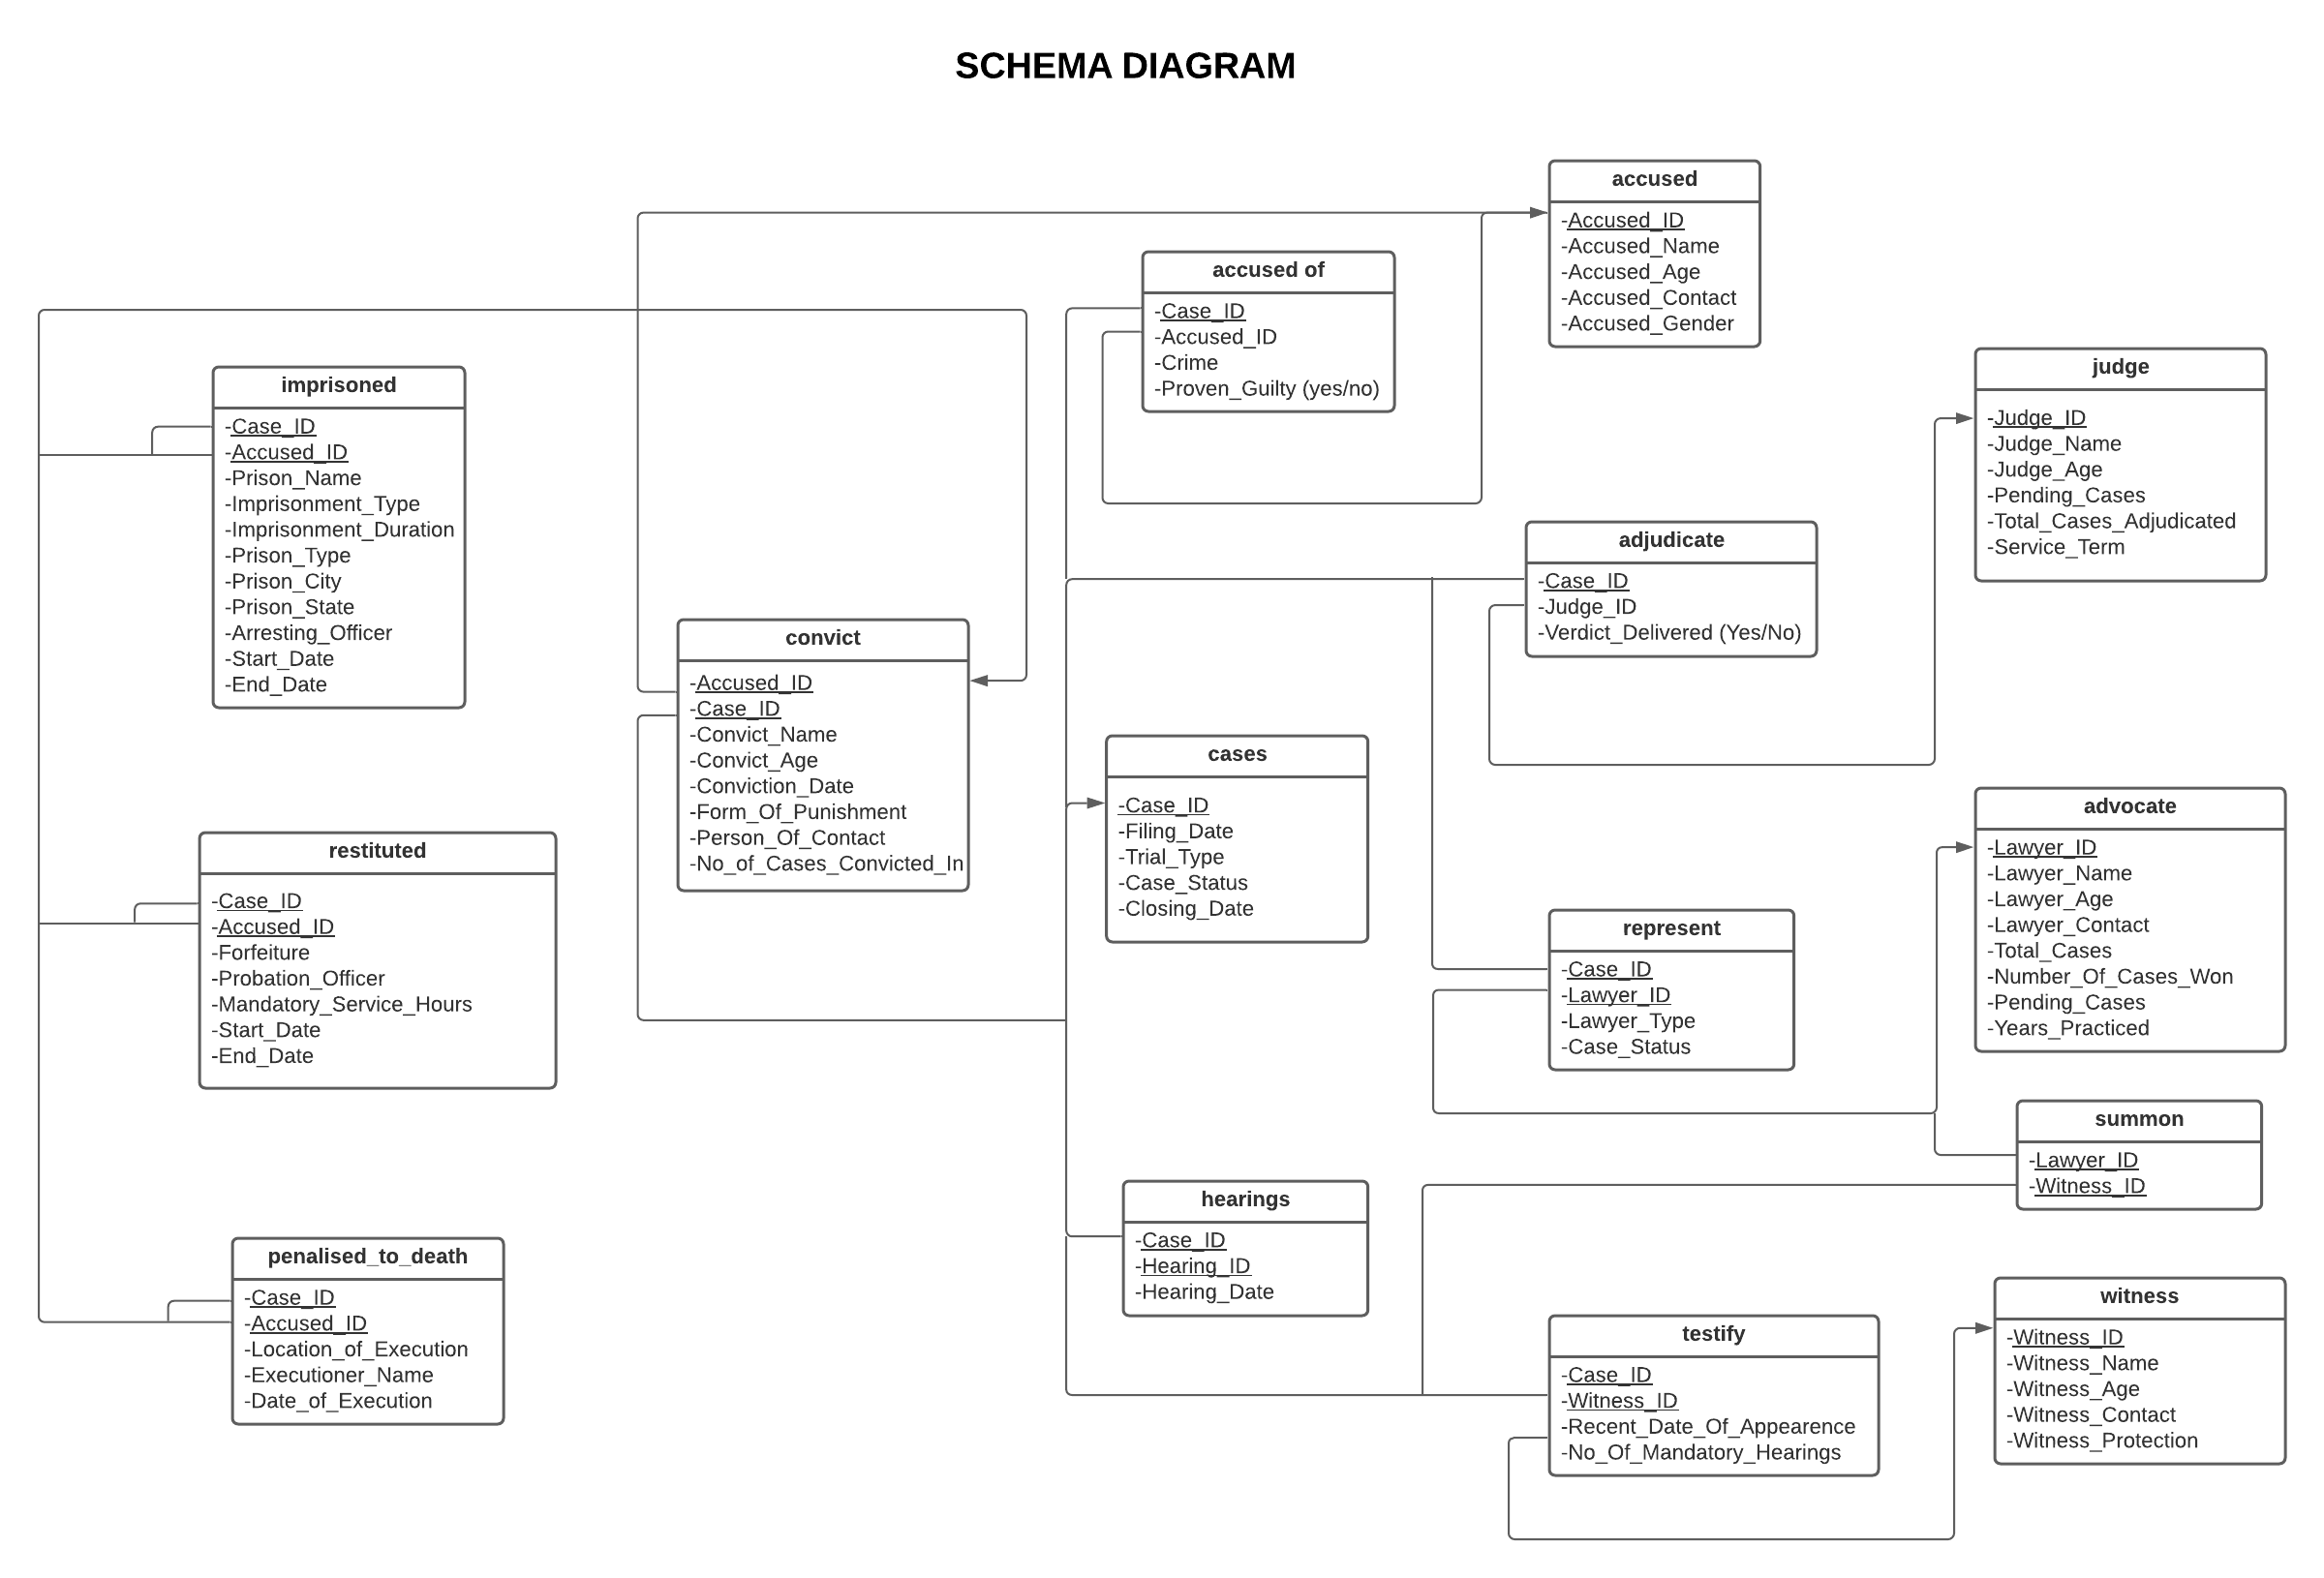 SCHEMA DIAGRAM
accused
-Accused_ID
-Accused_Name
-Accused_Age
-Accused_Contact
-Accused_Gender
accused of
-Case_ID
-Accused_ID
-Crime
-Proven_Guilty (yes/no)
judge
-Judge_ID
-Judge_Name
-Judge_Age
-Pending_Cases
-Total_Cases_Adjudicated
-Service_Term
imprisoned
-Case_ID
-Accused_ID
-Prison_Name
-Imprisonment_Type
-Imprisonment_Duration
-Prison_Type
-Prison_City
-Prison_State
-Arresting_Officer
-Start_Date
-End_Date
adjudicate
-Case_ID
-Judge_ID
-Verdict_Delivered (Yes/No)
convict
-Accused_ID
-Case_ID
-Convict_Name
-Convict_Age
-Conviction_Date
-Form_Of_Punishment
-Person_Of_Contact
-No_of_Cases_Convicted_In
cases
-Case_ID
-Filing_Date
-Trial_Type
-Case_Status
-Closing_Date
advocate
-Lawyer_ID
-Lawyer_Name
-Lawyer_Age
-Lawyer_Contact
-Total_Cases
-Number_Of_Cases_Won
-Pending_Cases
-Years_Practiced
restituted
-Case_ID
-Accused_ID
-Forfeiture
-Probation_Officer
-Mandatory_Service_Hours
-Start_Date
-End_Date
represent
-Case_ID
-Lawyer_ID
-Lawyer_Type
-Case_Status
summon
-Lawyer_ID
-Witness_ID
hearings
-Case_ID
-Hearing_ID
-Hearing_Date
penalised_to_death
-Case_ID
-Accused_ID
-Location_of_Execution
-Executioner_Name
-Date_of_Execution
witness
-Witness_ID
-Witness_Name
-Witness_Age
-Witness_Contact
-Witness_Protection
testify
-Case_ID
-Witness_ID
-Recent_Date_Of_Appearence
-No_Of_Mandatory_Hearings